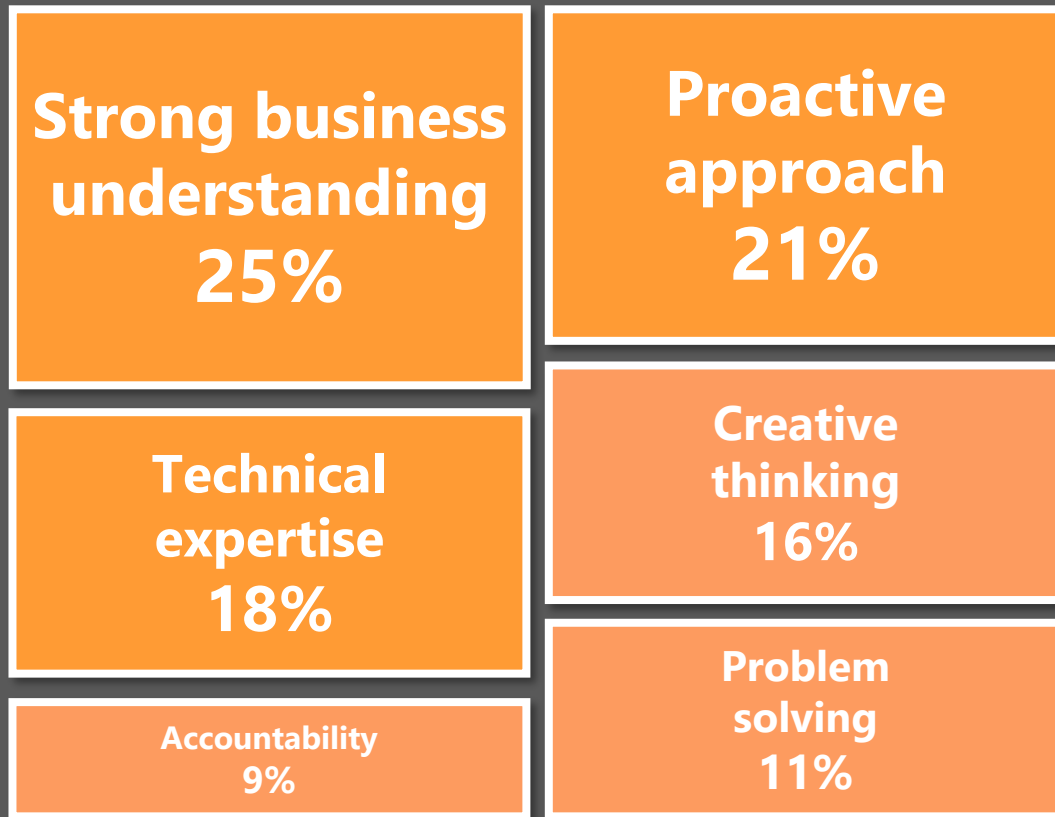 Strong business
understanding
25%
Proactive
approach
21%
Technical
expertise
18%
Creative
thinking
16%
Accountability
9%
Problem
solving
11%